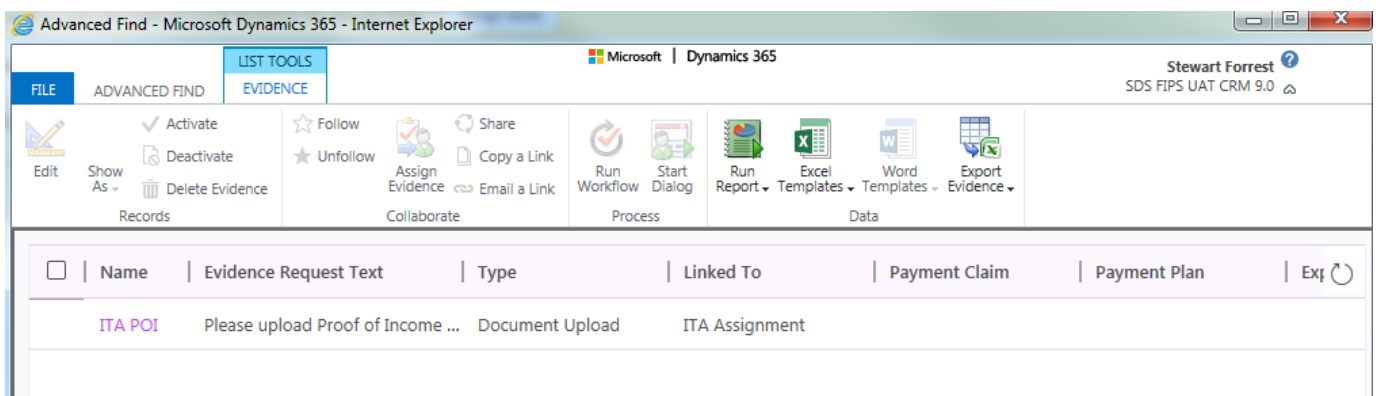 Advanced Find - Microsoft Dynamics 365 - Internet Explorer
Microsoft | Dynamics 365
Stewart Forrest
SDS FIPS UAT CRM 9.0
LIST TOOLS
FILE ADVANCED FIND EVIDENCE
Edit
Show As
Activate
Deactivate
Delete Evidence
Records
Follow
Unfollow
Assign Evidence
Share
Copy a Link
Email a Link
Collaborate
Run Workflow
Start Dialog
Process
Run Report
Excel Templates
Word Templates
Export Evidence
Data
Name Evidence Request Text Type Linked To Payment Claim Payment Plan
ITA POI Please upload Proof of Income ... Document Upload ITA Assignment